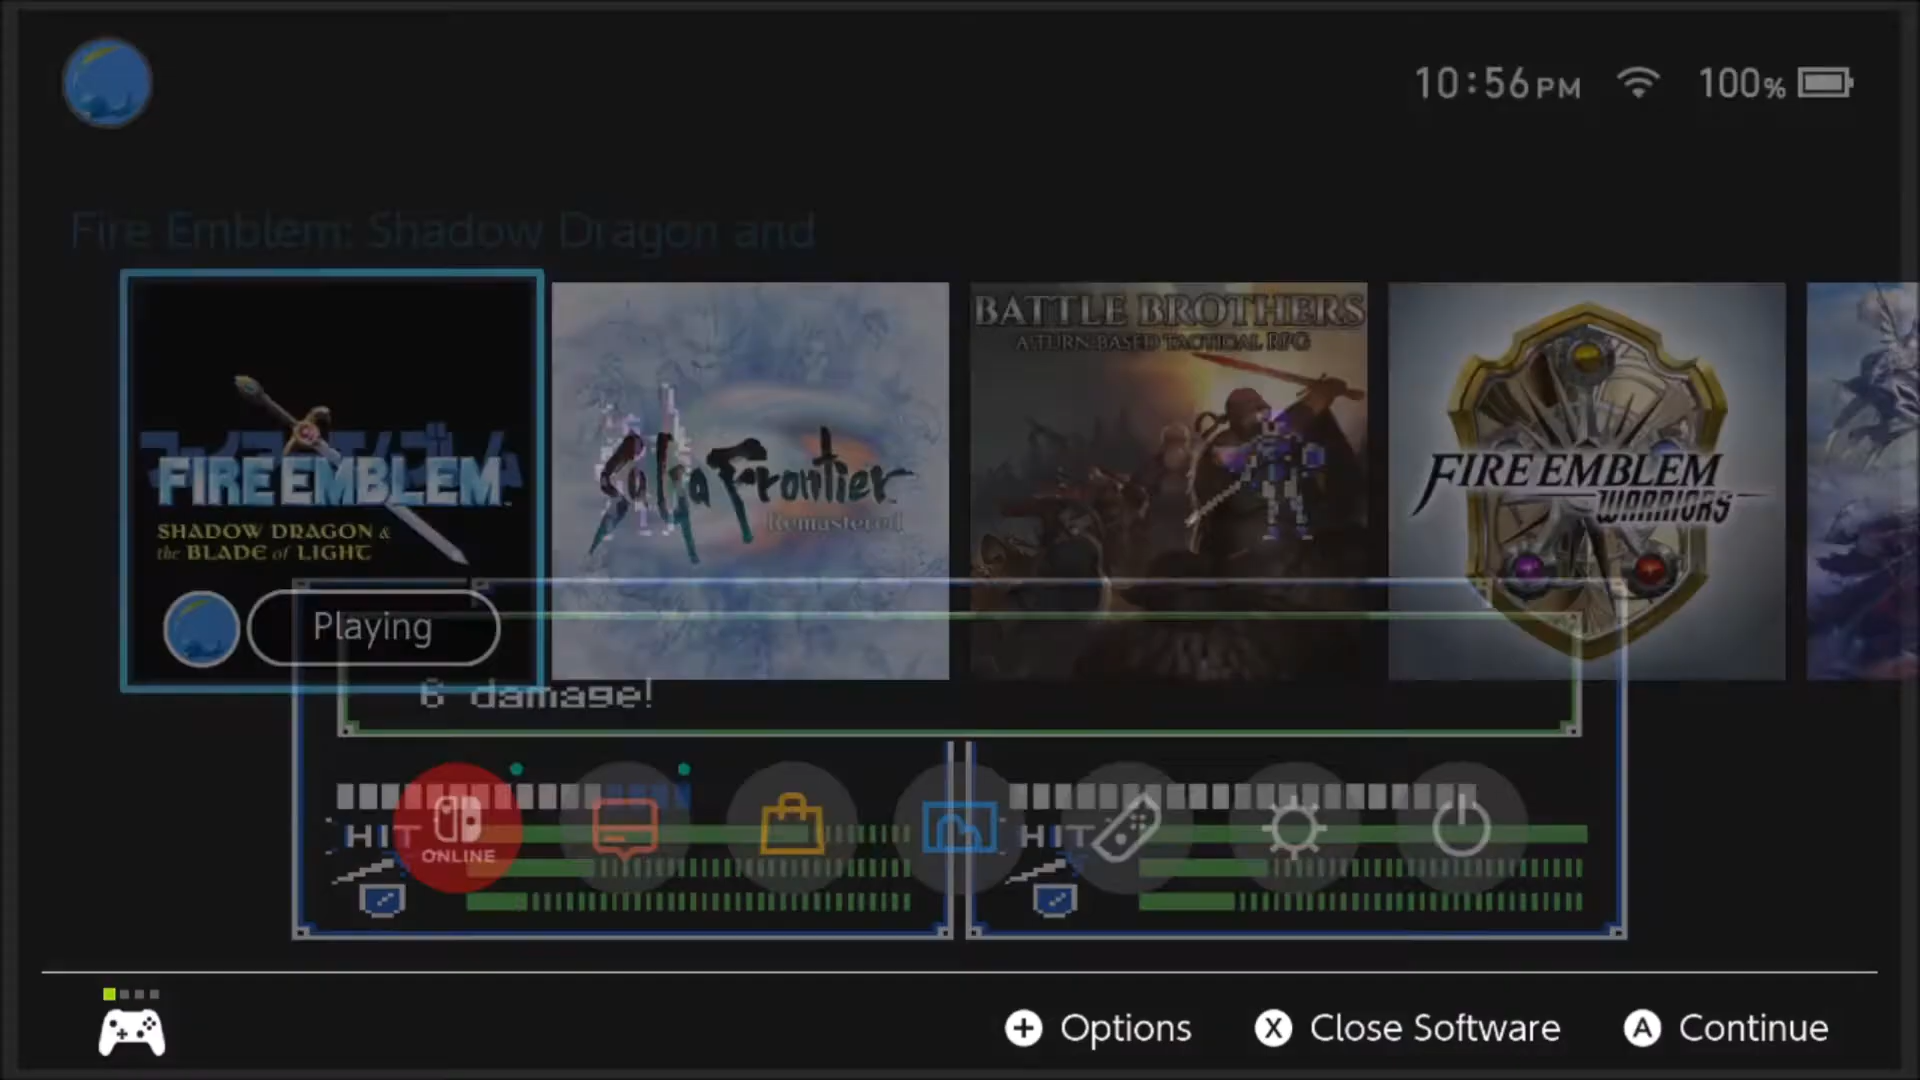 10:56PM 100%
Fire Emblem: Shadow Dragon and
FIRE EMBLEM
SHADOW DRAGON &
the BLADE of LIGHT
Playing
SaGa Frontier
Remastered
BATTLE BROTHERS
A TURN-BASED TACTICAL RPG
FIRE EMBLEM
WARRIORS
6 damage!
HIT
ONLINE
HIT
+ Options
X Close Software
A Continue